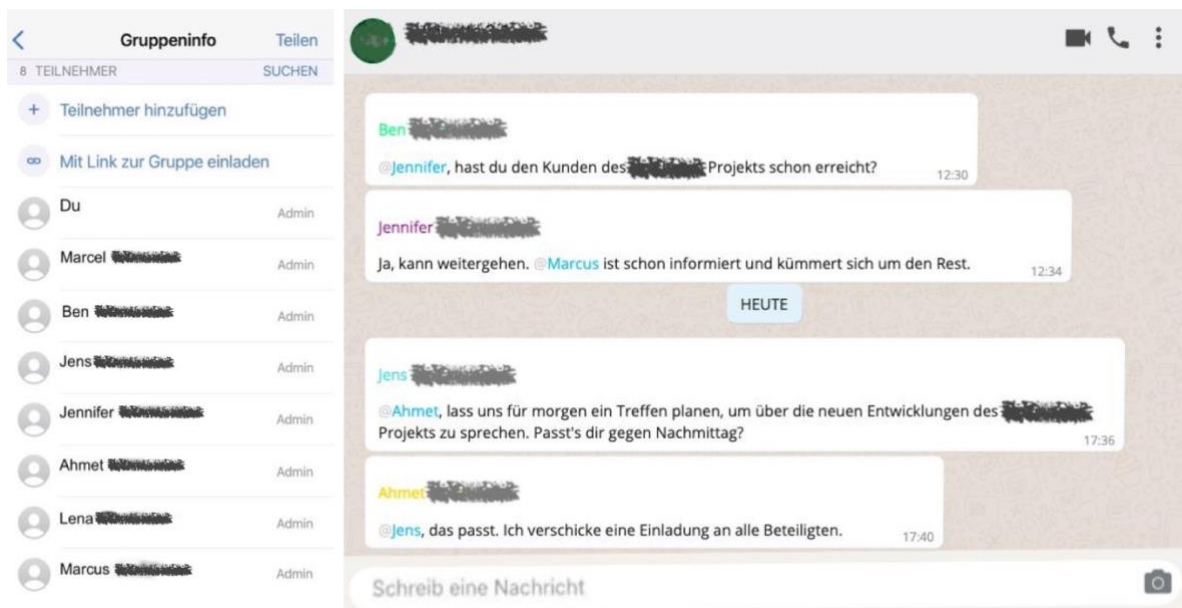 Gruppeninfo Teilen
8 TEILNEHMER SUCHEN
+ Teilnehmer hinzufügen
Mit Link zur Gruppe einladen
Du Admin
Marcel Admin
Ben Admin
Jens Admin
Jennifer Admin
Ahmet Admin
Lena Admin
Marcus Admin
Ben
@Jennifer, hast du den Kunden des Projekts schon erreicht?
12:30
Jennifer
Ja, kann weitergehen. @Marcus ist schon informiert und kümmert sich um den Rest.
12:34
HEUTE
Jens
@Ahmet, lass uns für morgen ein Treffen planen, um über die neuen Entwicklungen des
Projekts zu sprechen. Passt's dir gegen Nachmittag?
17:36
Ahmet
@Jens, das passt. Ich verschicke eine Einladung an alle Beteiligten.
17:40
Schreib eine Nachricht